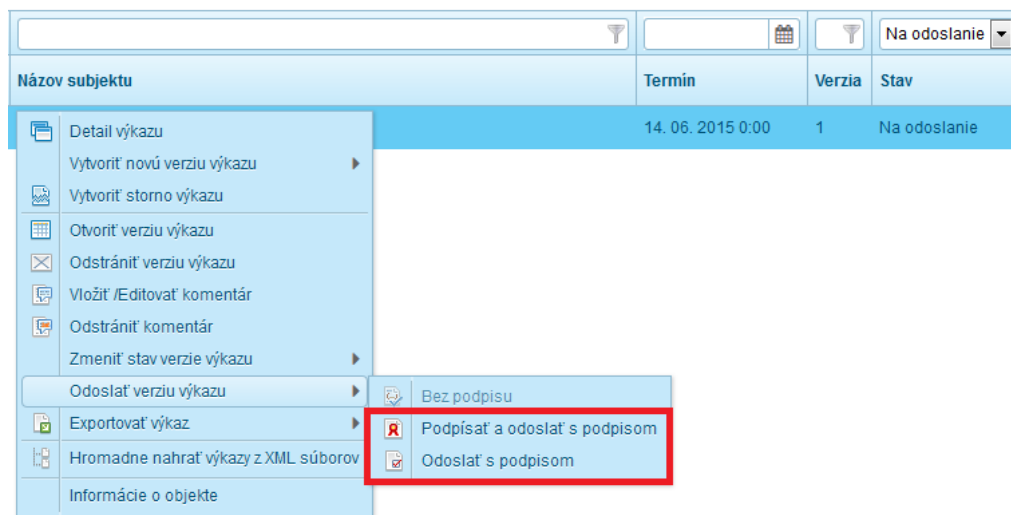 Na odoslanie
Názov subjektu Termín Verzia Stav
14. 06. 2015 0:00 1 Na odoslanie
Detail výkazu
Vytvoriť novú verziu výkazu
Vytvoriť storno výkazu
Otvoriť verziu výkazu
Odstrániť verziu výkazu
Vložiť /Editovať komentár
Odstrániť komentár
Zmeniť stav verzie výkazu
Odoslať verziu výkazu
Bez podpisu
Exportovať výkaz
Podpísať a odoslať s podpisom
Hromadne nahrať výkazy z XML súborov
Odoslať s podpisom
Informácie o objekte